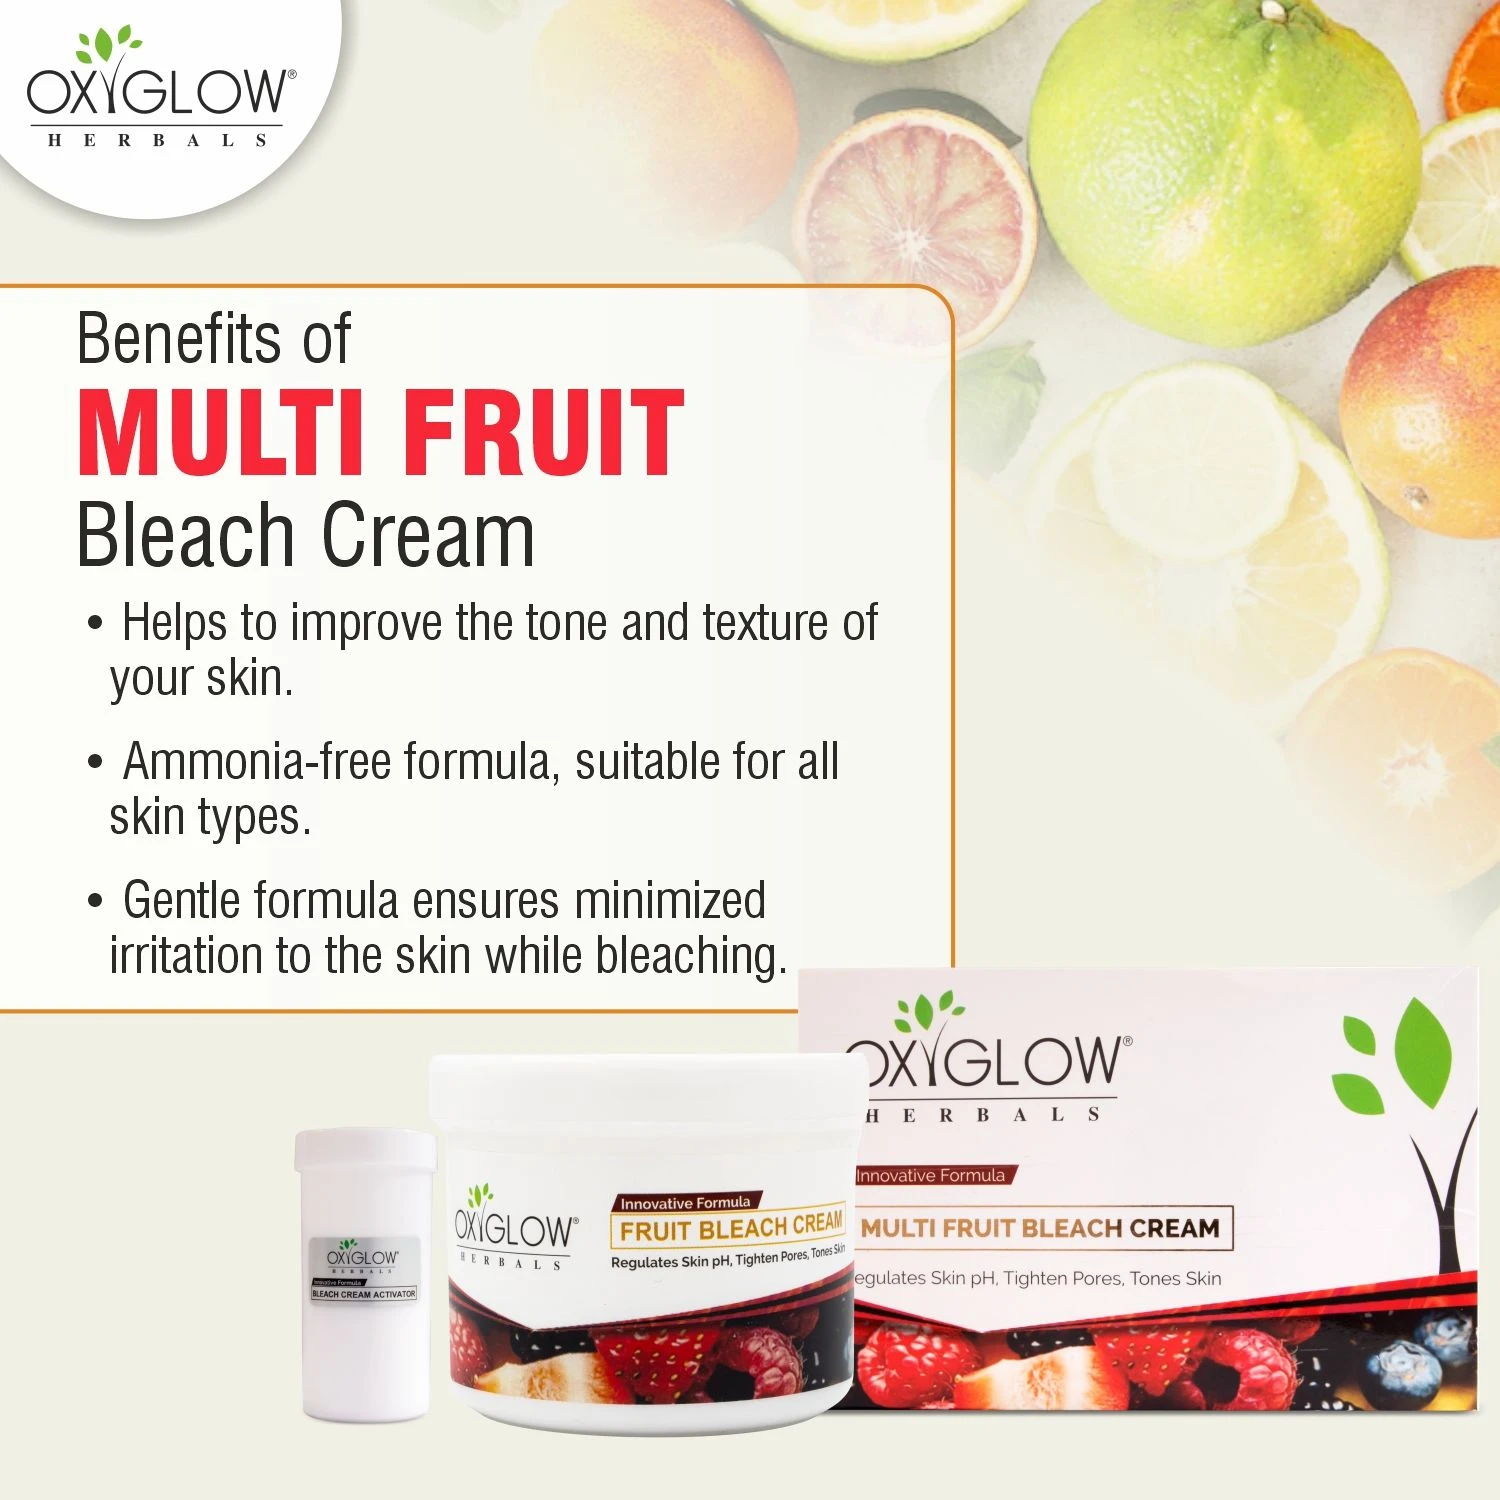 OXYGLOW®
HERBALS
Benefits of
MULTI FRUIT
Bleach Cream
• Helps to improve the tone and texture of
your skin.
• Ammonia-free formula, suitable for all
skin types.
• Gentle formula ensures minimized
irritation to the skin while bleaching.
OXYGLOW®
HERBALS
Innovative Formula
MULTI FRUIT BLEACH CREAM
egulates Skin pH, Tighten Pores, Tones Skin
OXYGLOW®
HERBALS
Innovative Formula
FRUIT BLEACH CREAM
Regulates Skin pH, Tighten Pores, Tones Skin
OXYGLOW®
HERBALS
Innovative Formula
BLEACH CREAM ACTIVATOR